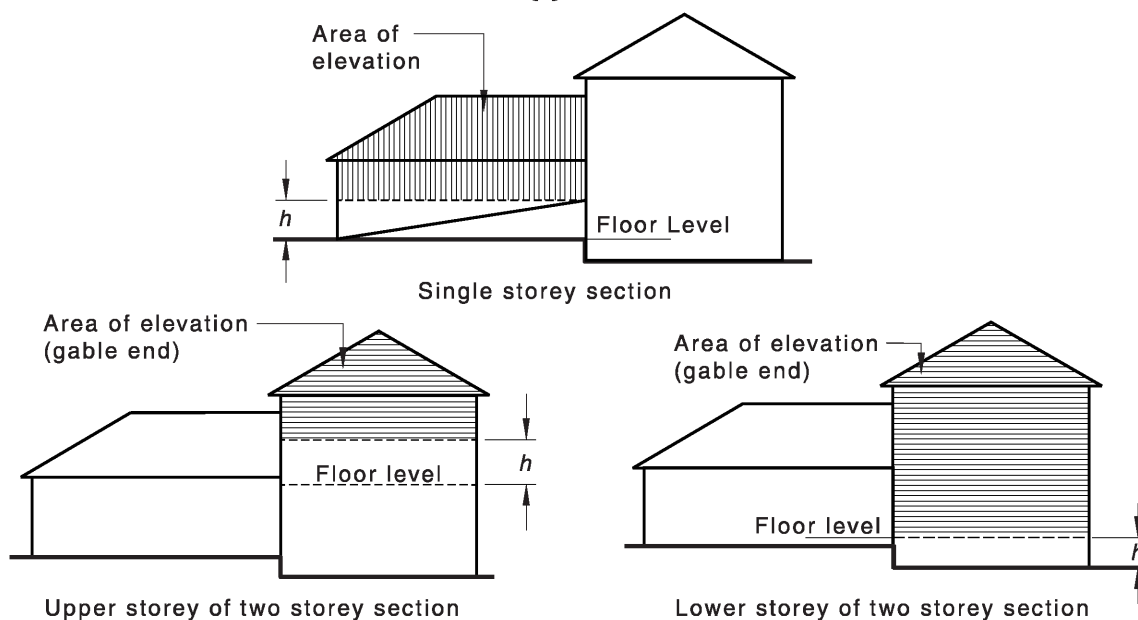 Area of
elevation
h
Floor Level
Single storey section
Area of elevation
(gable end)
h
Floor level
Upper storey of two storey section
Area of elevation
(gable end)
Floor level
h
Lower storey of two storey section